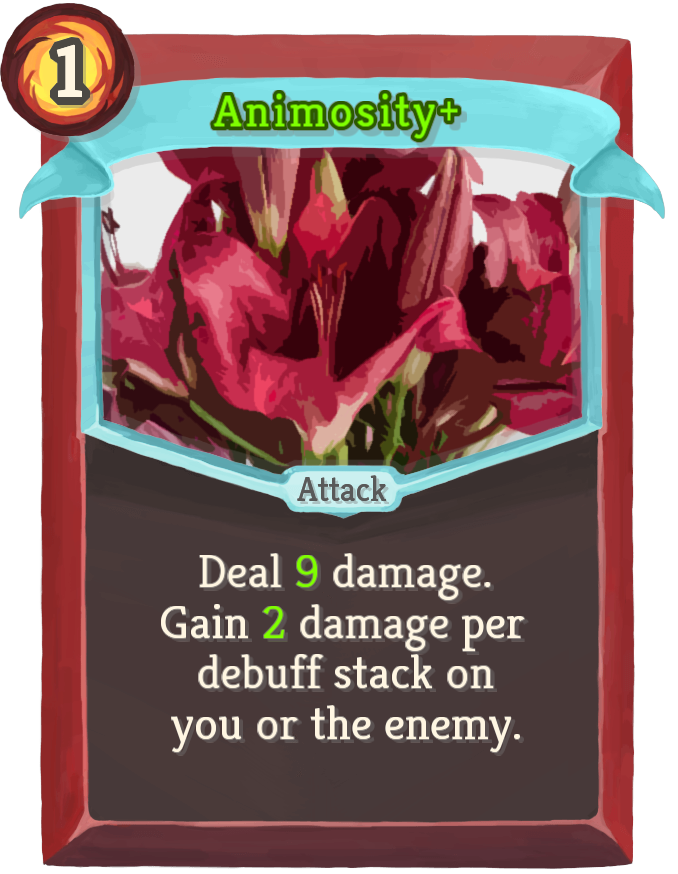 1
Animosity+
Attack
Deal 9 damage.
Gain 2 damage per
debuff stack on
you or the enemy.